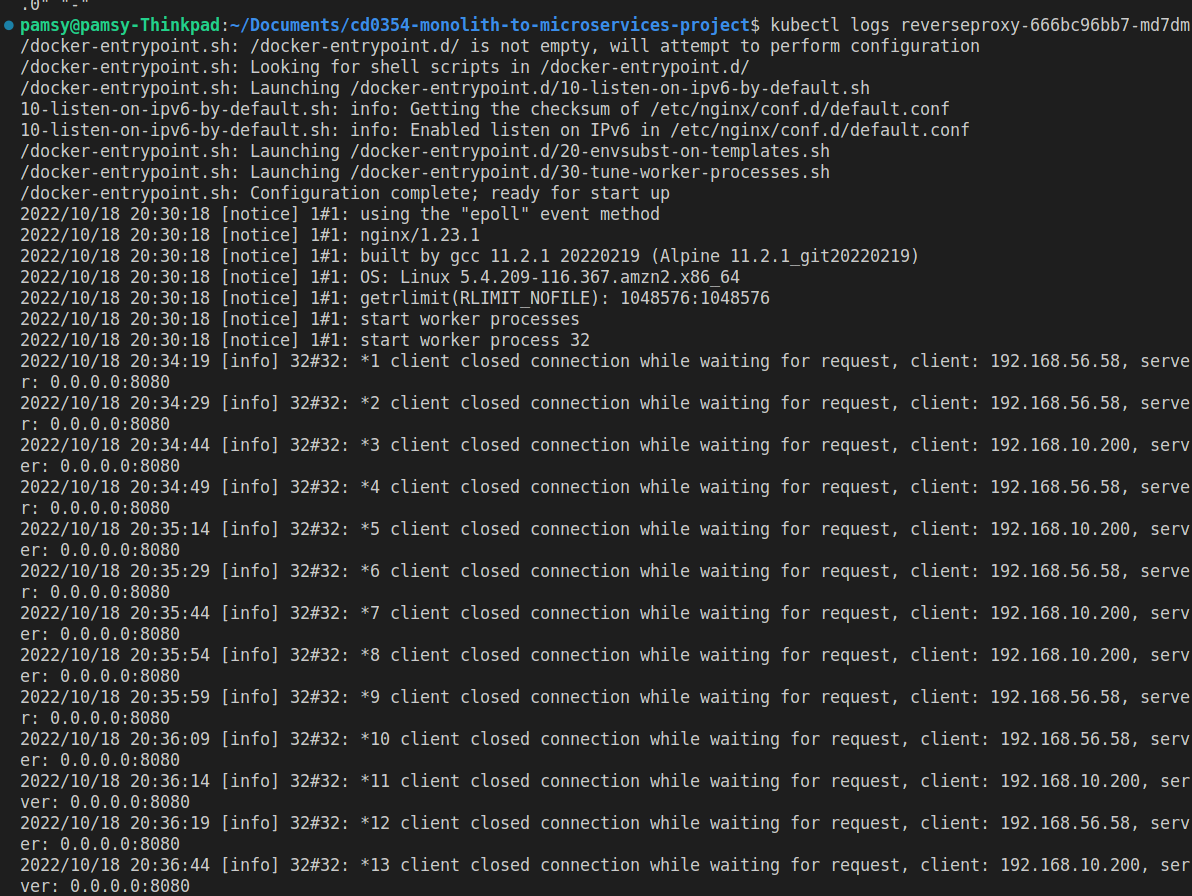 .0" "-"
pamsy@pamsy-Thinkpad:~/Documents/cd0354-monolith-to-microservices-project$ kubectl logs reverseproxy-666bc96bb7-md7dm
/docker-entrypoint.sh: /docker-entrypoint.d/ is not empty, will attempt to perform configuration
/docker-entrypoint.sh: Looking for shell scripts in /docker-entrypoint.d/
/docker-entrypoint.sh: Launching /docker-entrypoint.d/10-listen-on-ipv6-by-default.sh
10-listen-on-ipv6-by-default.sh: info: Getting the checksum of /etc/nginx/conf.d/default.conf
10-listen-on-ipv6-by-default.sh: info: Enabled listen on IPv6 in /etc/nginx/conf.d/default.conf
/docker-entrypoint.sh: Launching /docker-entrypoint.d/20-envsubst-on-templates.sh
/docker-entrypoint.sh: Launching /docker-entrypoint.d/30-tune-worker-processes.sh
/docker-entrypoint.sh: Configuration complete; ready for start up
2022/10/18 20:30:18 [notice] 1#1: using the "epoll" event method
2022/10/18 20:30:18 [notice] 1#1: nginx/1.23.1
2022/10/18 20:30:18 [notice] 1#1: built by gcc 11.2.1 20220219 (Alpine 11.2.1_git20220219)
2022/10/18 20:30:18 [notice] 1#1: OS: Linux 5.4.209-116.367.amzn2.x86_64
2022/10/18 20:30:18 [notice] 1#1: getrlimit(RLIMIT_NOFILE): 1048576:1048576
2022/10/18 20:30:18 [notice] 1#1: start worker processes
2022/10/18 20:30:18 [notice] 1#1: start worker process 32
2022/10/18 20:34:19 [info] 32#32: *1 client closed connection while waiting for request, client: 192.168.56.58, serve
r: 0.0.0.0:8080
2022/10/18 20:34:29 [info] 32#32: *2 client closed connection while waiting for request, client: 192.168.56.58, serve
r: 0.0.0.0:8080
2022/10/18 20:34:44 [info] 32#32: *3 client closed connection while waiting for request, client: 192.168.10.200, serv
er: 0.0.0.0:8080
2022/10/18 20:34:49 [info] 32#32: *4 client closed connection while waiting for request, client: 192.168.56.58, serve
r: 0.0.0.0:8080
2022/10/18 20:35:14 [info] 32#32: *5 client closed connection while waiting for request, client: 192.168.10.200, serv
er: 0.0.0.0:8080
2022/10/18 20:35:29 [info] 32#32: *6 client closed connection while waiting for request, client: 192.168.56.58, serve
r: 0.0.0.0:8080
2022/10/18 20:35:44 [info] 32#32: *7 client closed connection while waiting for request, client: 192.168.10.200, serv
er: 0.0.0.0:8080
2022/10/18 20:35:54 [info] 32#32: *8 client closed connection while waiting for request, client: 192.168.10.200, serv
er: 0.0.0.0:8080
2022/10/18 20:35:59 [info] 32#32: *9 client closed connection while waiting for request, client: 192.168.56.58, serve
r: 0.0.0.0:8080
2022/10/18 20:36:09 [info] 32#32: *10 client closed connection while waiting for request, client: 192.168.56.58, serv
er: 0.0.0.0:8080
2022/10/18 20:36:14 [info] 32#32: *11 client closed connection while waiting for request, client: 192.168.10.200, ser
ver: 0.0.0.0:8080
2022/10/18 20:36:19 [info] 32#32: *12 client closed connection while waiting for request, client: 192.168.56.58, serv
er: 0.0.0.0:8080
2022/10/18 20:36:44 [info] 32#32: *13 client closed connection while waiting for request, client: 192.168.10.200, ser
ver: 0.0.0.0:8080